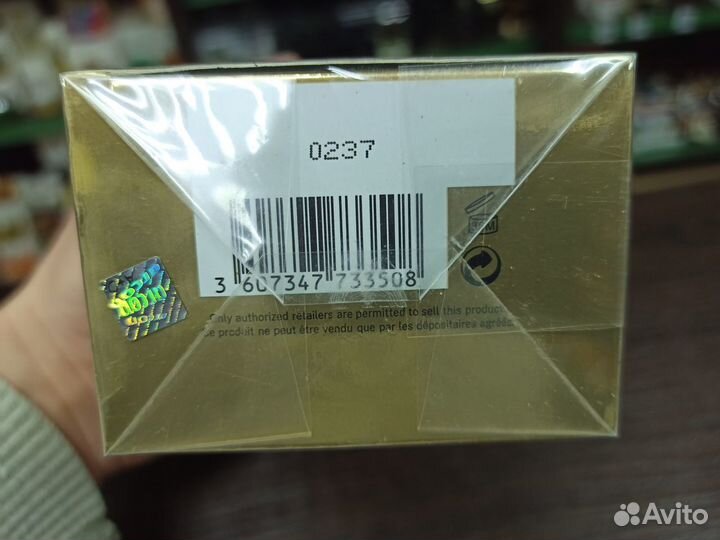 0237
3 607347 733508
Only authorized retailers are permitted to sell this product.
Ce produit ne peut être vendu que par les dépositaires agréés.
Avito